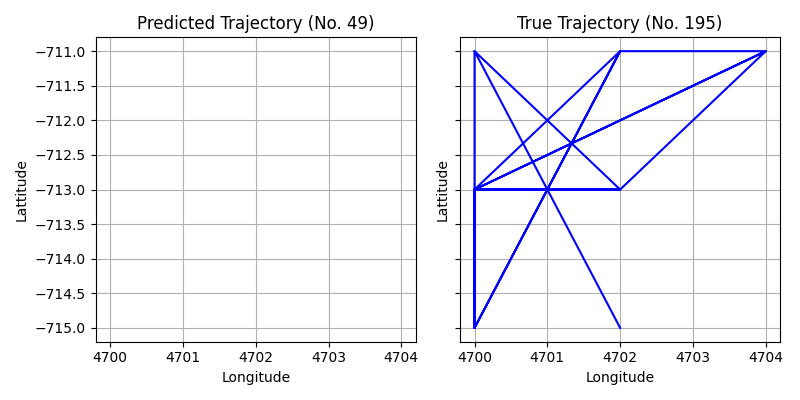 Predicted Trajectory (No. 49)
True Trajectory (No. 195)
Lattitude
−711.0
−711.5
−712.0
−712.5
−713.0
−713.5
−714.0
−714.5
−715.0
4700 4701 4702 4703 4704
Longitude
Lattitude
4700 4701 4702 4703 4704
Longitude